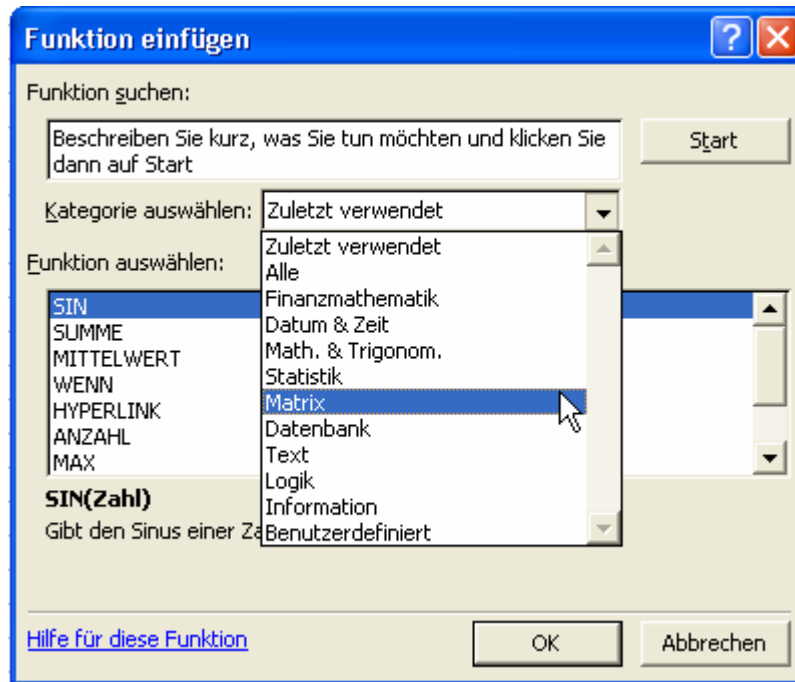 Funktion einfügen
Funktion suchen:
Beschreiben Sie kurz, was Sie tun möchten und klicken Sie
dann auf Start
Start
Kategorie auswählen: Zuletzt verwendet
Zuletzt verwendet
Alle
Finanzmathematik
Datum & Zeit
Math. & Trigonom.
Statistik
Matrix
Datenbank
Text
Logik
Information
Benutzerdefiniert
Funktion auswählen:
SIN
SUMME
MITTELWERT
WENN
HYPERLINK
ANZAHL
MAX
SIN(Zahl)
Gibt den Sinus einer
Hilfe für diese Funktion
OK
Abbrechen